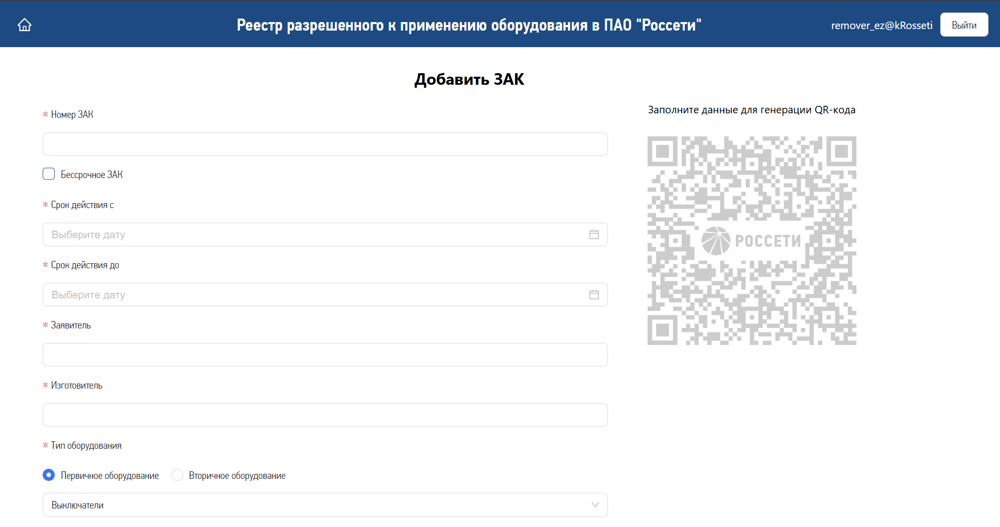 Реестр разрешенного к применению оборудования в ПАО "Россети"
remover_ez@kRosseti
Выйти
Добавить ЗАК
* Номер ЗАК
Бессрочное ЗАК
* Срок действия с
Выберите дату
* Срок действия до
Выберите дату
* Заявитель
* Изготовитель
* Тип оборудования
Первичное оборудование
Вторичное оборудование
Выключатели
Заполните данные для генерации QR-кода
РОССЕТИ